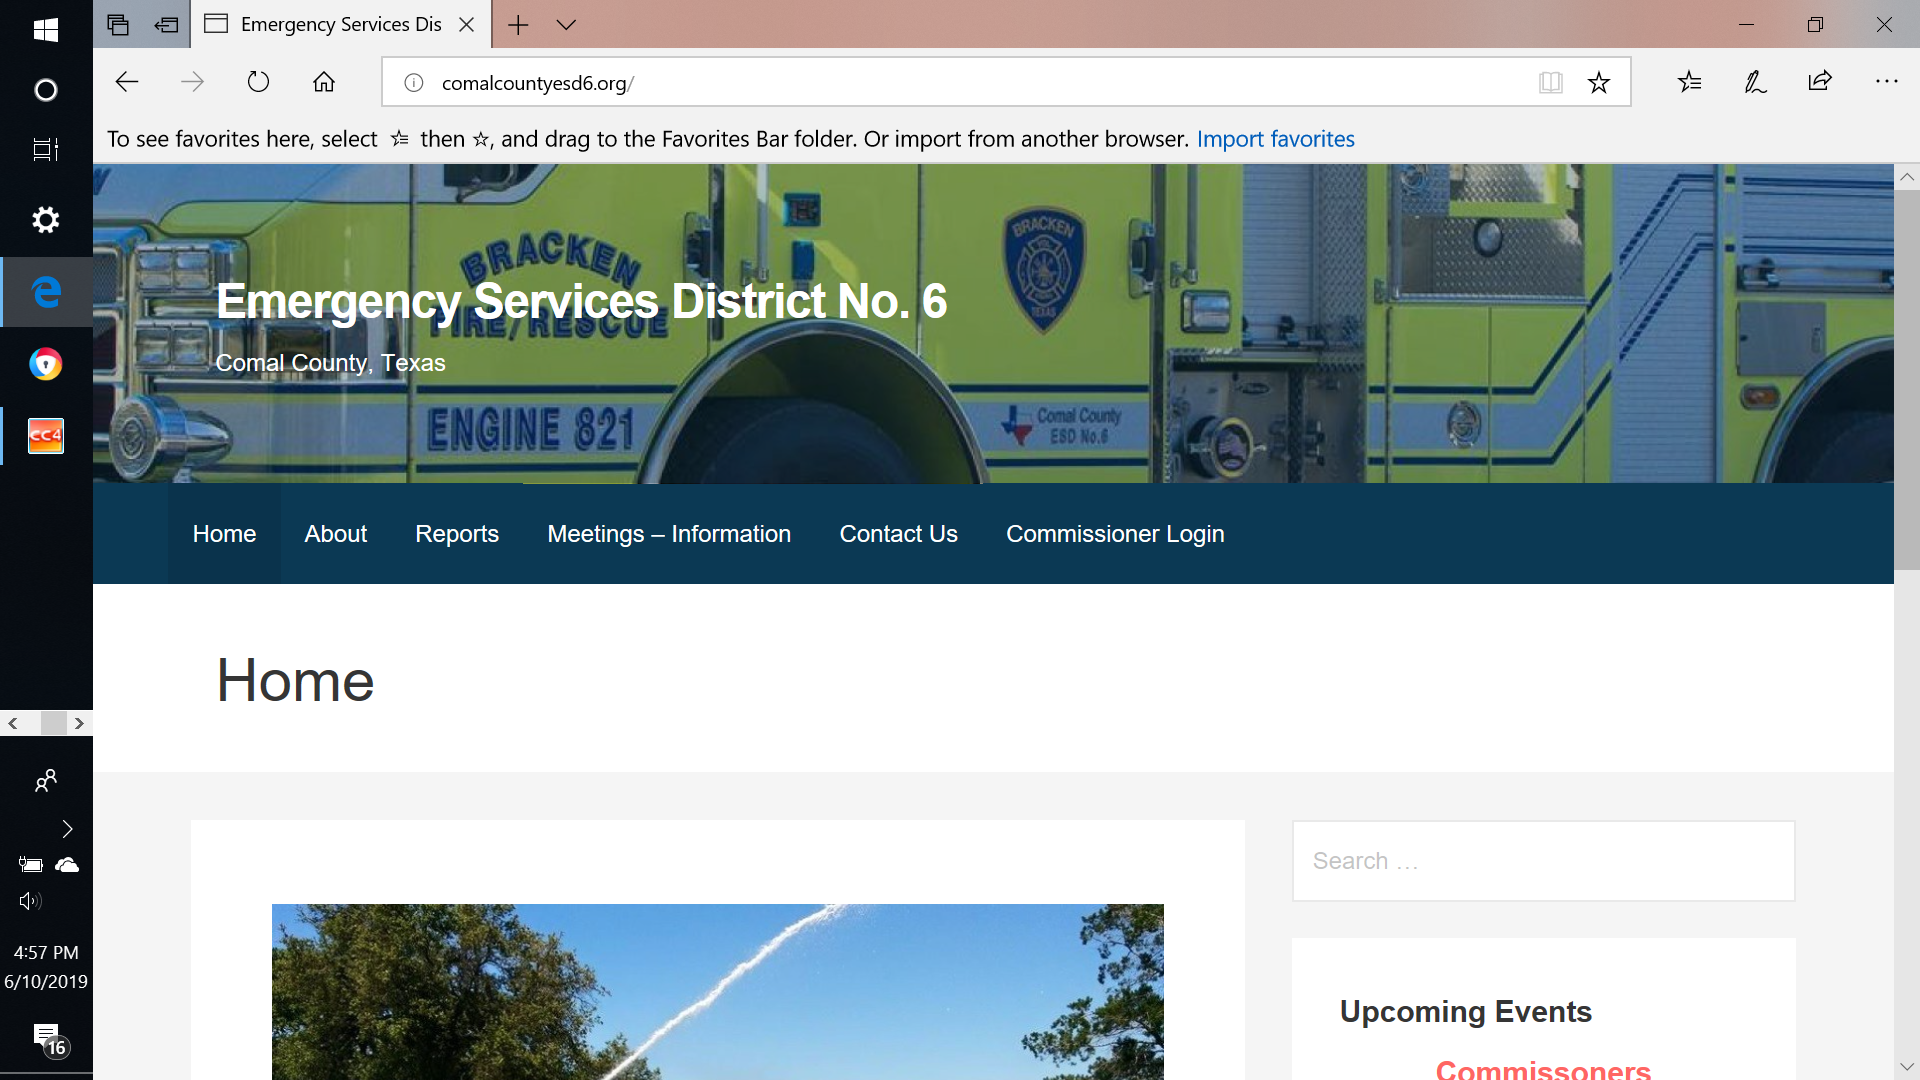 Emergency Services Dis
comalcountyesd6.org/
To see favorites here, select then , and drag to the Favorites Bar folder. Or import from another browser. Import favorites
BRACKEN
FIRE/RESCUE
BRACKEN
TEXAS
Emergency Services District No. 6
Comal County, Texas
ENGINE 821
Comal County
ESD No.6
CC4
Home
About
Reports
Meetings – Information
Contact Us
Commissioner Login
Home
Search …
Upcoming Events
Commissoners
4:57 PM
6/10/2019
16